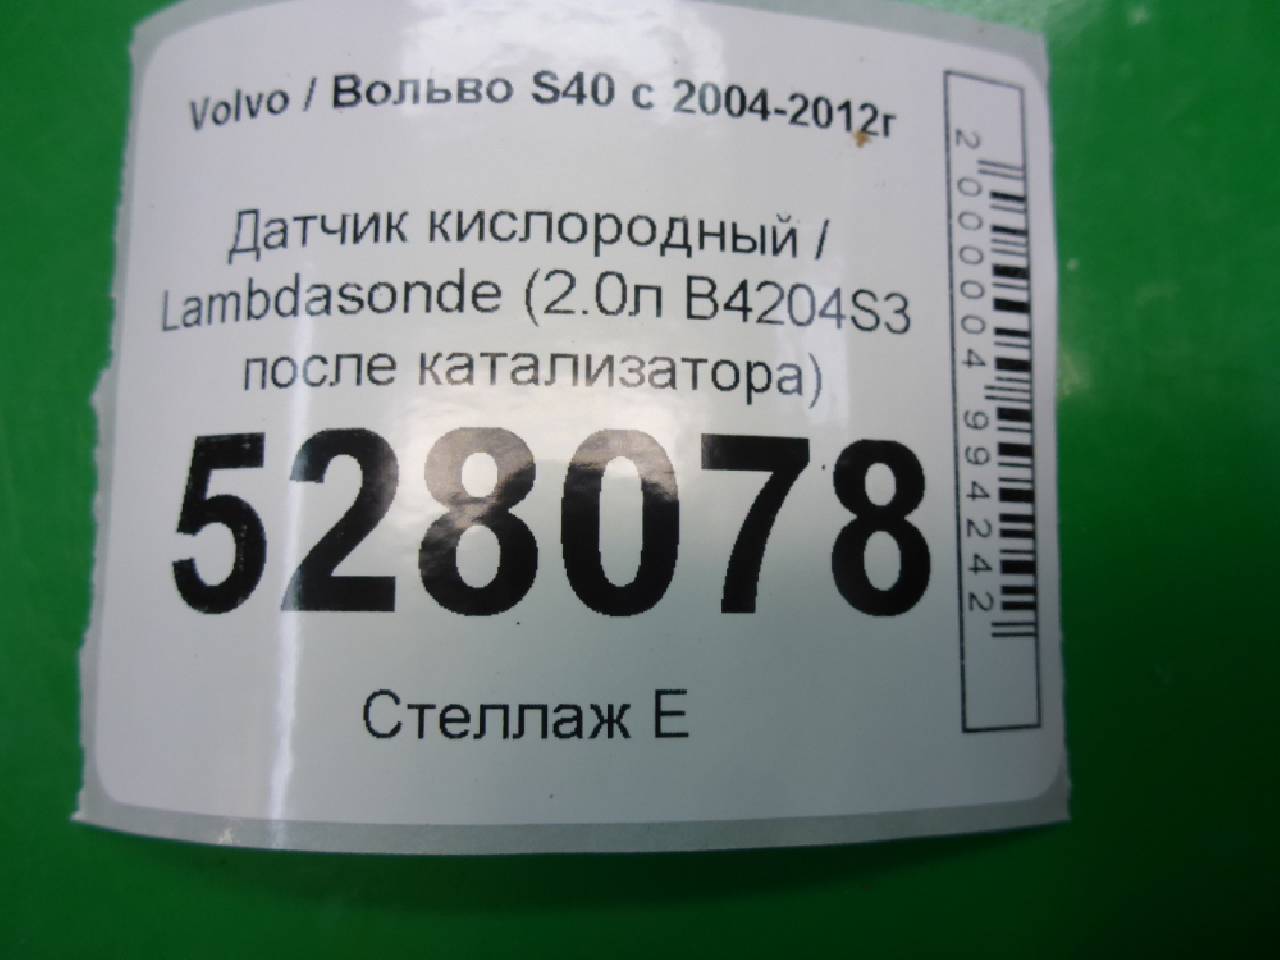 Volvo / Вольво S40 с 2004-2012г
Датчик кислородный /
Lambdasonde (2.0л B4204S3
после катализатора)
528078
Стеллаж Е
2000004994242